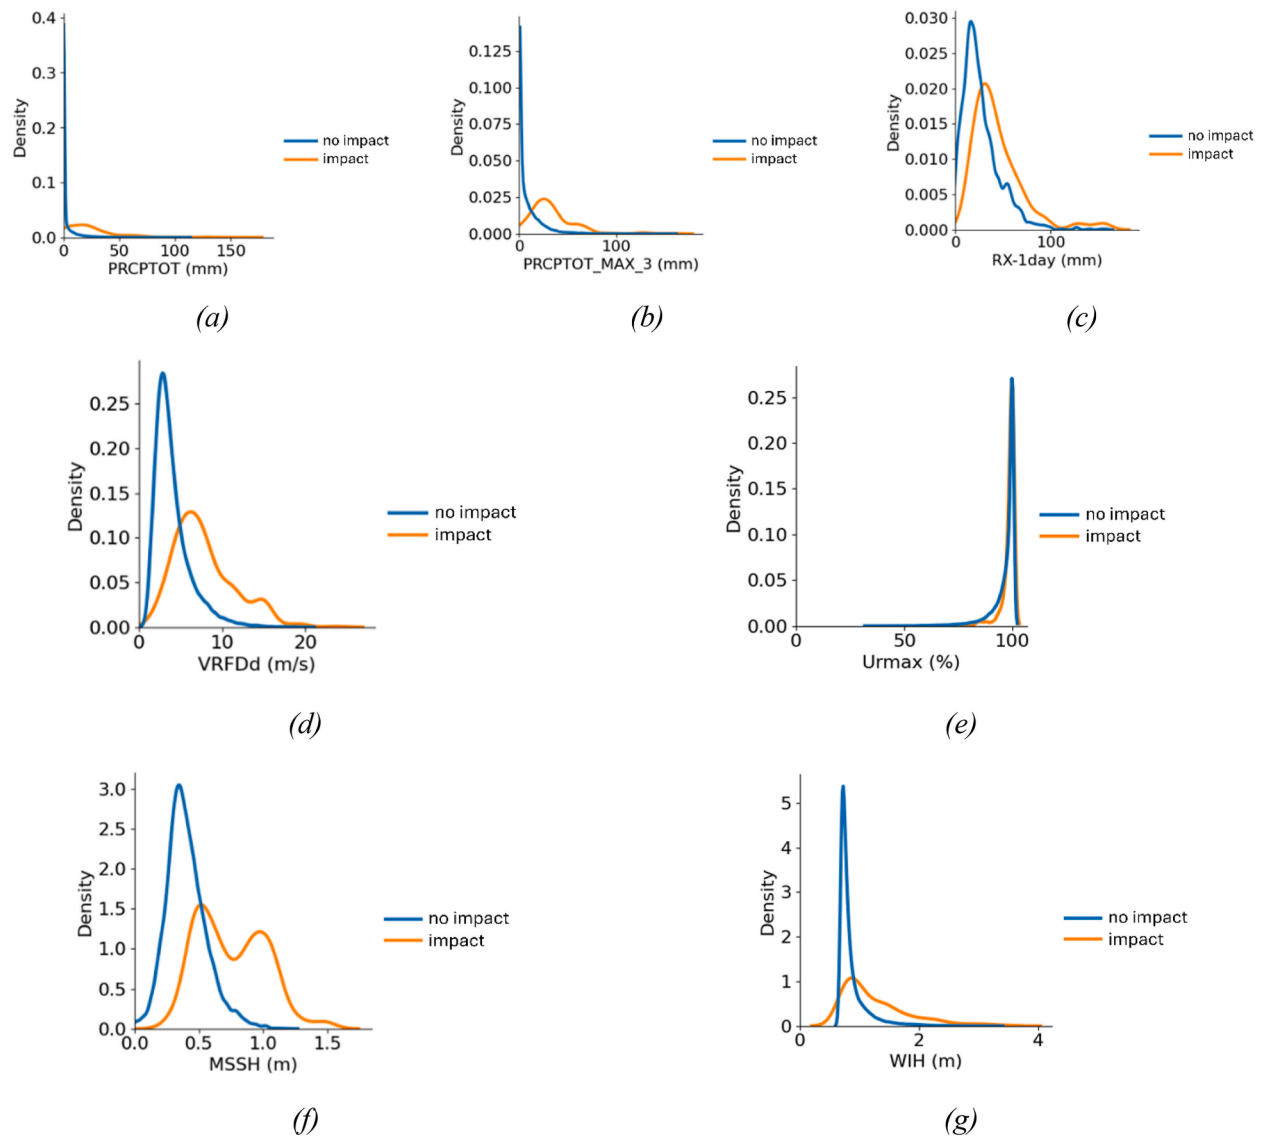 0.4
0.3
0.2
0.1
0.0
Density
0 50 100 150
PRCPTOT (mm)
no impact
impact
(a)
0.125
0.100
0.075
0.050
0.025
0.000
Density
0 100
PRCPTOT_MAX_3 (mm)
no impact
impact
(b)
0.030
0.025
0.020
0.015
0.010
0.005
0.000
Density
0 100
RX-1day (mm)
no impact
impact
(c)
0.25
0.20
0.15
0.10
0.05
0.00
Density
0 10 20
VRFDd (m/s)
no impact
impact
(d)
0.25
0.20
0.15
0.10
0.05
0.00
Density
0 50 100
Urmax (%)
no impact
impact
(e)
3.0
2.5
2.0
1.5
1.0
0.5
0.0
Density
0.0 0.5 1.0 1.5
MSSH (m)
no impact
impact
(f)
5
4
3
2
1
0
Density
0 2 4
WIH (m)
no impact
impact
(g)